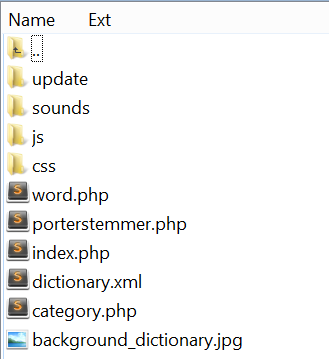 Name Ext
..
update
sounds
js
css
word.php
porterstemmer.php
index.php
dictionary.xml
category.php
background_dictionary.jpg